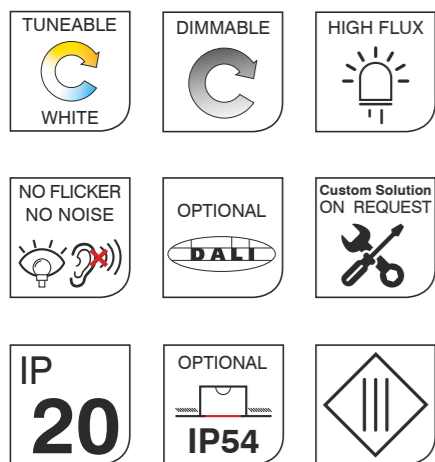 TUNEABLE
WHITE
DIMMABLE
HIGH FLUX
NO FLICKER
NO NOISE
OPTIONAL
DALI
Custom Solution
ON REQUEST
IP
20
OPTIONAL
IP54